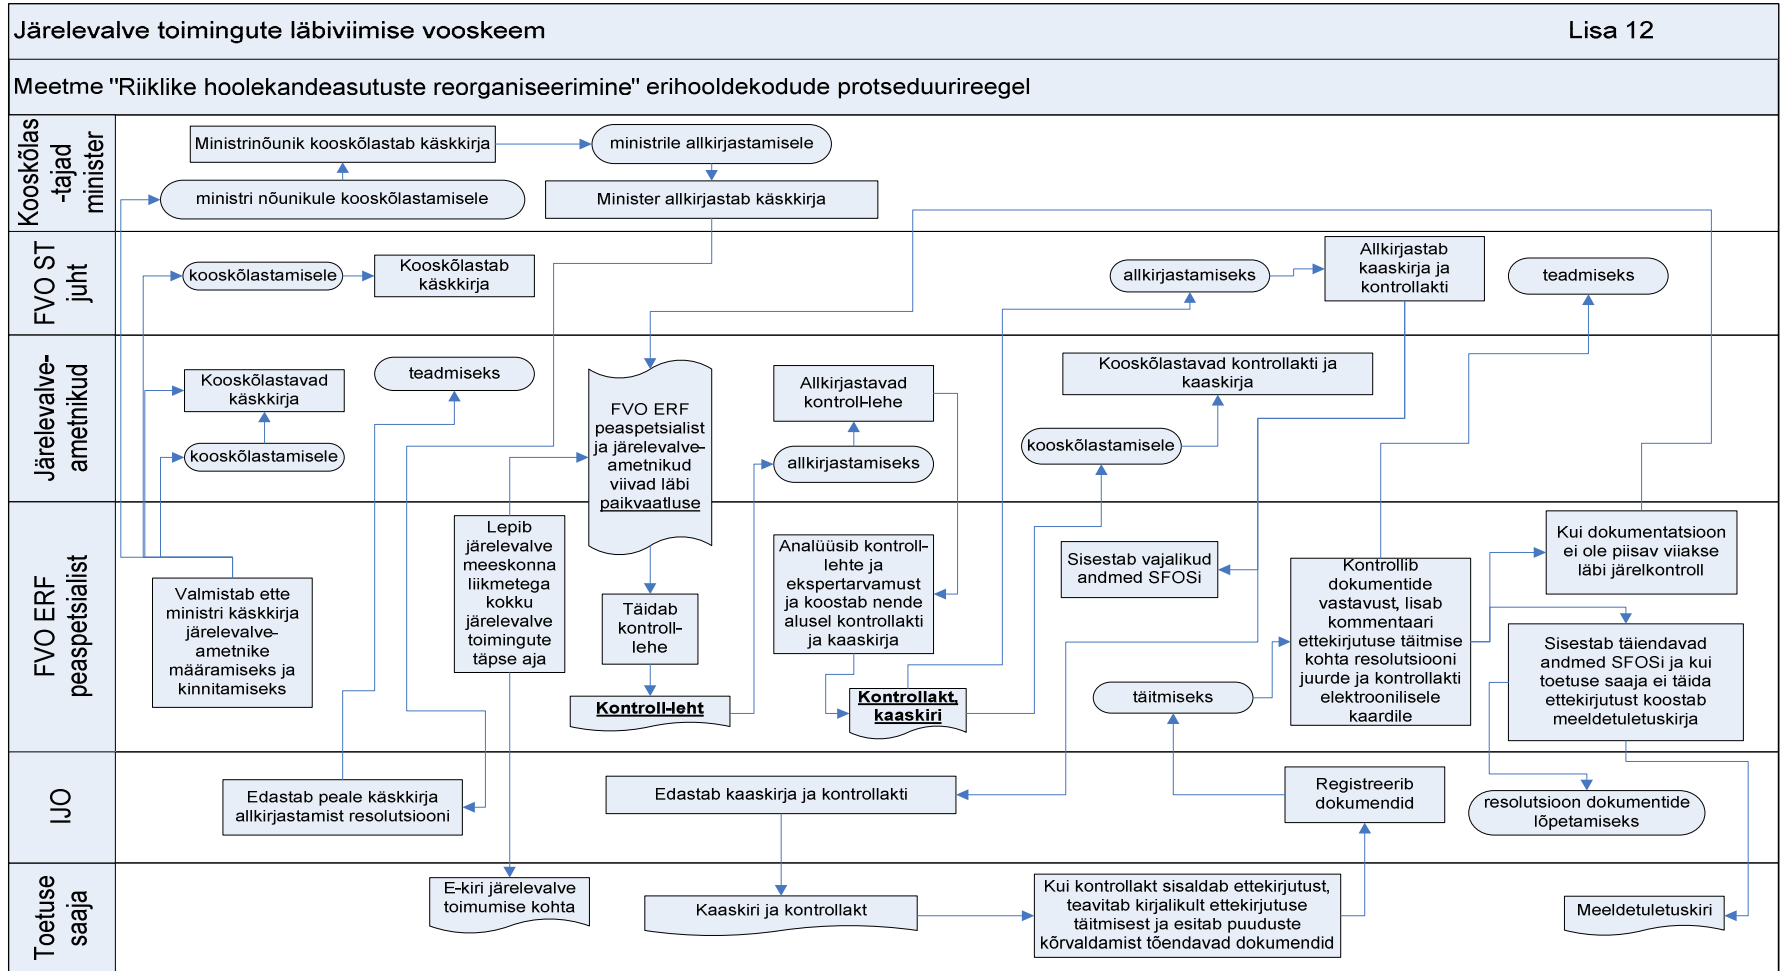 Järelevalve toimingute läbiviimise vooskeem
Lisa 12
Meetme "Riiklike hoolekandeasutuste reorganiseerimine" erihooldekodude protseduurireegel
Kooskõlas
-tajad
minister
Ministrinõunik kooskõlastab käskkirja
ministrile allkirjastamisele
ministri nõunikule kooskõlastamisele
Minister allkirjastab käskkirja
FVO ST
juht
kooskõlastamisele
Kooskõlastab
käskkirja
allkirjastamiseks
Allkirjastab
kaaskirja ja
kontrollakti
teadmiseks
Järelevalve-
ametnikud
Kooskõlastavad
käskkirja
kooskõlastamisele
teadmiseks
FVO ERF
peaspetsialist
ja järelevalve-
ametnikud
viivad läbi
paikvaatluse
Allkirjastavad
kontroll-lehe
allkirjastamiseks
Kooskõlastavad kontrollakti ja
kaaskirja
kooskõlastamisele
FVO ERF
peapetsialist
Valmistab ette
ministri käskkirja
järelevalve-
ametnike
määramiseks ja
kinnitamiseks
Lepib
järelevalve
meeskonna
liikmetega
kokku
järelevalve
toimingute
täpse aja
Täidab
kontroll-
lehe
Kontroll-leht
Analüüsib kontroll-
lehte ja
ekspertarvamust
ja koostab nende
alusel kontrollakti
ja kaaskirja
Kontrollakt,
kaaskiri
Sisestab vajalikud
andmed SFOSi
täitmiseks
Kontrollib
dokumentide
vastavust, lisab
kommentaari
ettekirjutuse täitmise
kohta resolutsiooni
juurde ja kontrollakti
elektroonilisele
kaardile
Kui dokumentatsioon
ei ole piisav viiakse
läbi järelkontroll
Sisestab täiendavad
andmed SFOSi ja kui
toetuse saaja ei täida
ettekirjutust koostab
meeldetuletuskirja
IJO
Edastab peale käskkirja
allkirjastamist resolutsiooni
Edastab kaaskirja ja kontrollakti
Registreerib
dokumendid
resolutsioon dokumentide
lõpetamiseks
Toetuse
saaja
E-kiri järelevalve
toimumise kohta
Kaaskiri ja kontrollakt
Kui kontrollakt sisaldab ettekirjutust,
teavitab kirjalikult ettekirjutuse
täitmisest ja esitab puuduste
kõrvaldamist tõendavad dokumendid
Meeldetuletuskiri